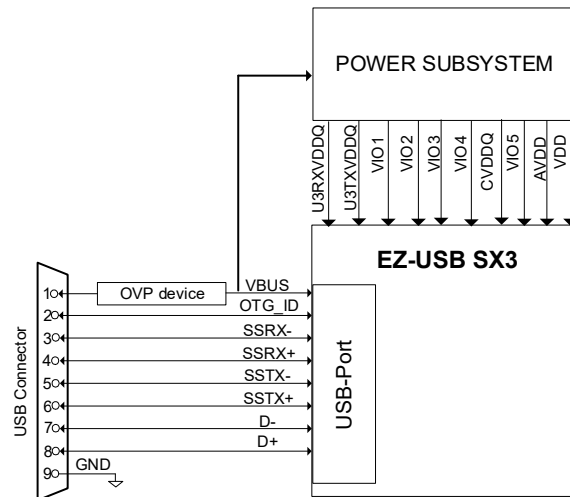 POWER SUBSYSTEM
U3RXVDDQ
U3TXVDDQ
VIO1
VIO2
VIO3
VIO4
CVDDQ
VIO5
AVDD
VDD
EZ-USB SX3
USB-Port
USB Connector
1
OVP device
VBUS
2
OTG_ID
3
SSRX-
4
SSRX+
5
SSTX-
6
SSTX+
7
D-
8
D+
9
GND